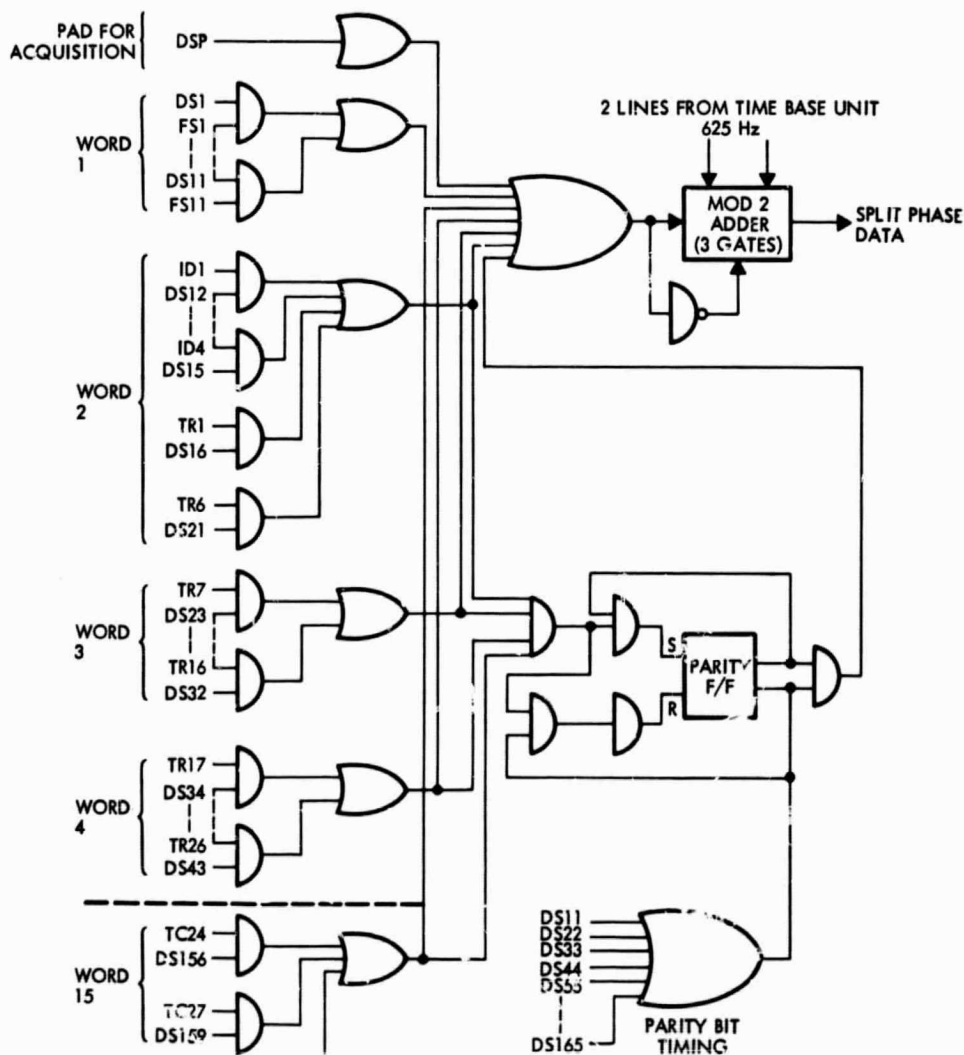 PAD FOR
ACQUISITION
DSP
WORD
1
DS1
FS1
DS11
FS11
2 LINES FROM TIME BASE UNIT
625 Hz
MOD 2
ADDER
(3 GATES)
SPLIT PHASE
DATA
WORD
2
ID1
DS12
ID4
DS15
TR1
DS16
TR6
DS21
WORD
3
TR7
DS23
TR16
DS32
S
R
PARITY
F/F
WORD
4
TR17
DS34
TR26
DS43
WORD
15
TC24
DS156
TC27
DS159
DS11
DS22
DS33
DS44
DS55
DS165
PARITY BIT
TIMING